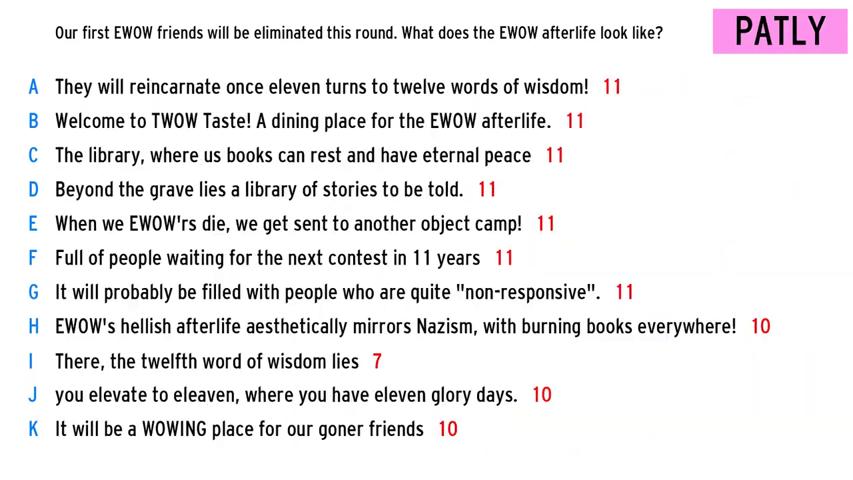 Our first EWOW friends will be eliminated this round. What does the EWOW afterlife look like?
PATLY
A They will reincarnate once eleven turns to twelve words of wisdom! 11
B Welcome to TWOW Taste! A dining place for the EWOW afterlife. 11
C The library, where us books can rest and have eternal peace 11
D Beyond the grave lies a library of stories to be told. 11
E When we EWOW'rs die, we get sent to another object camp! 11
F Full of people waiting for the next contest in 11 years 11
G It will probably be filled with people who are quite "non-responsive". 11
H EWOW's hellish afterlife aesthetically mirrors Nazism, with burning books everywhere! 10
I There, the twelfth word of wisdom lies 7
J you elevate to eleaven, where you have eleven glory days. 10
K It will be a WOWING place for our goner friends 10